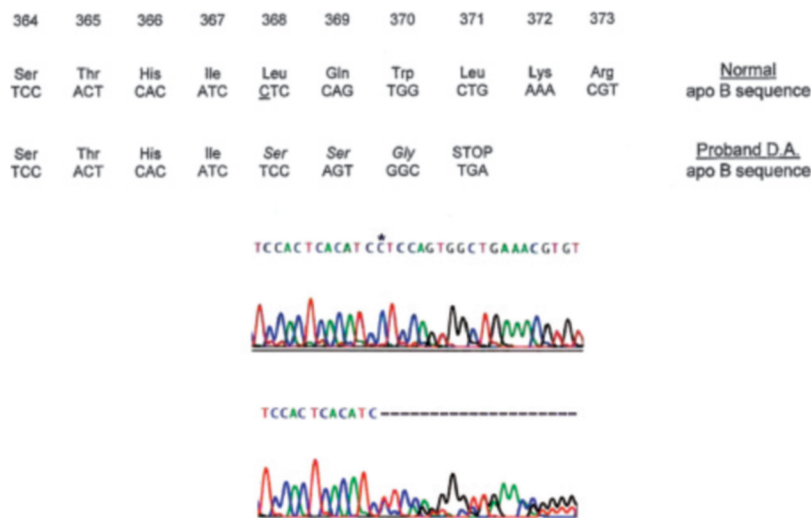 364 365 366 367 368 369 370 371 372 373
Ser Thr His Ile Leu Gln Trp Leu Lys Arg Normal
TCC ACT CAC ATC CTC CAG TGG CTG AAA CGT apo B sequence
Ser Thr His Ile Ser Ser Gly STOP Proband D.A.
TCC ACT CAC ATC TCC AGT GGC TGA apo B sequence
*
TCCACTCACATCCTCCAGTGGCTGAAACGTGT
TCCACTCACATC--------------------